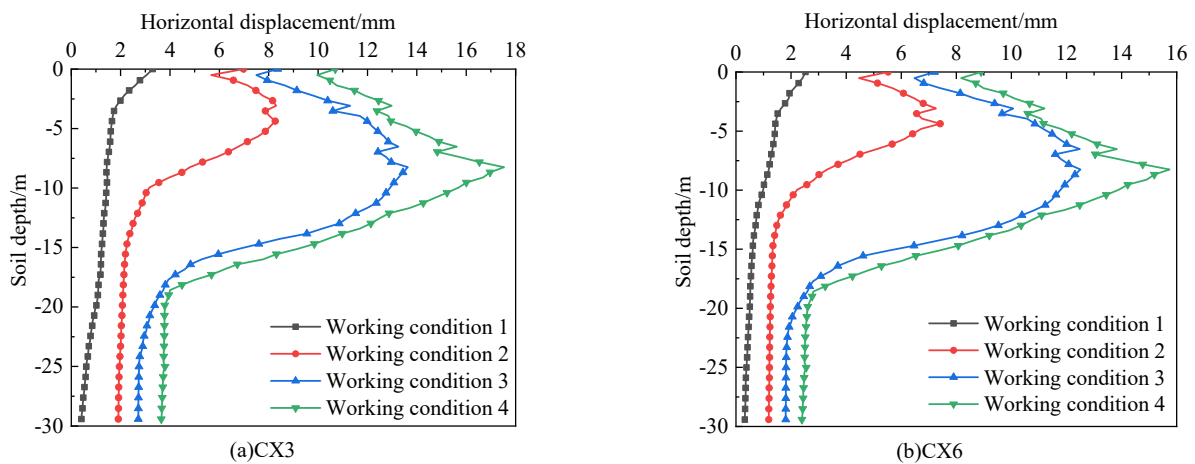 Horizontal displacement/mm
0 2 4 6 8 10 12 14 16 18
0
-5
-10
-15
-20
-25
-30
Soil depth/m
Working condition 1
Working condition 2
Working condition 3
Working condition 4
(a)CX3
Horizontal displacement/mm
0 2 4 6 8 10 12 14 16
0
-5
-10
-15
-20
-25
-30
Soil depth/m
Working condition 1
Working condition 2
Working condition 3
Working condition 4
(b)CX6